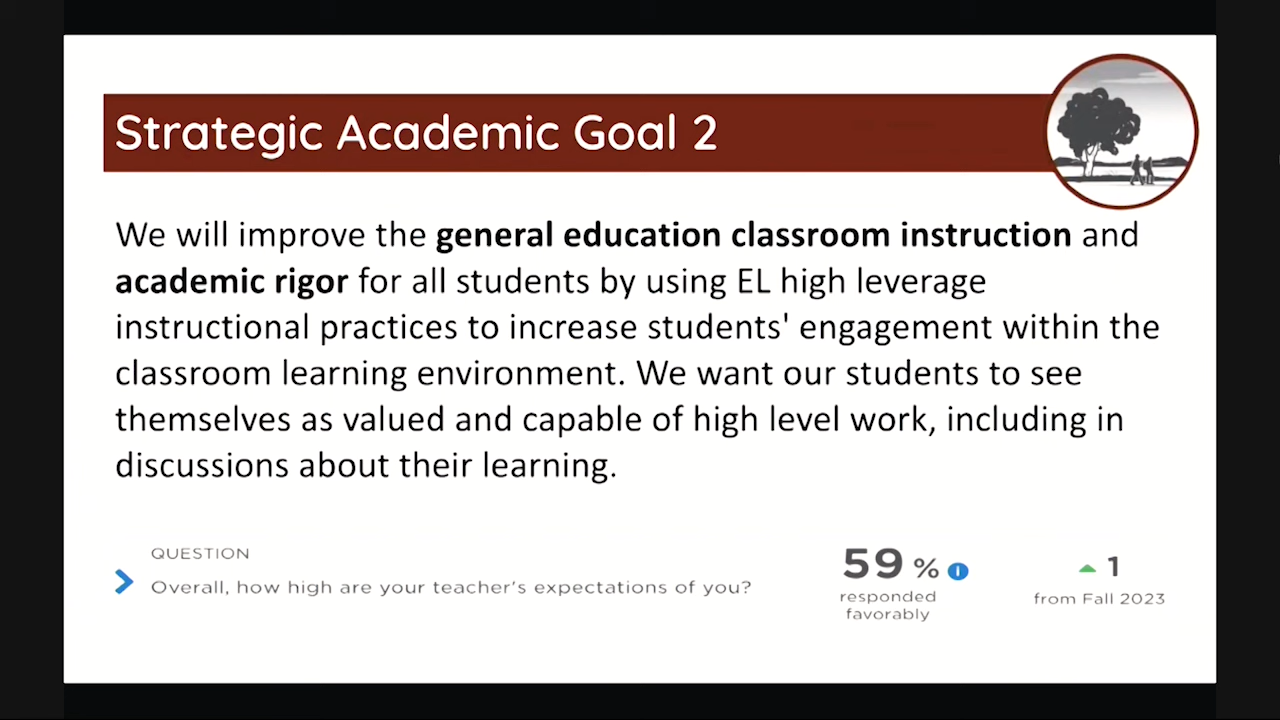 Strategic Academic Goal 2
We will improve the general education classroom instruction and
academic rigor for all students by using EL high leverage
instructional practices to increase students' engagement within the
classroom learning environment. We want our students to see
themselves as valued and capable of high level work, including in
discussions about their learning.
QUESTION
Overall, how high are your teacher's expectations of you?
59 %
responded
favorably
1
from Fall 2023